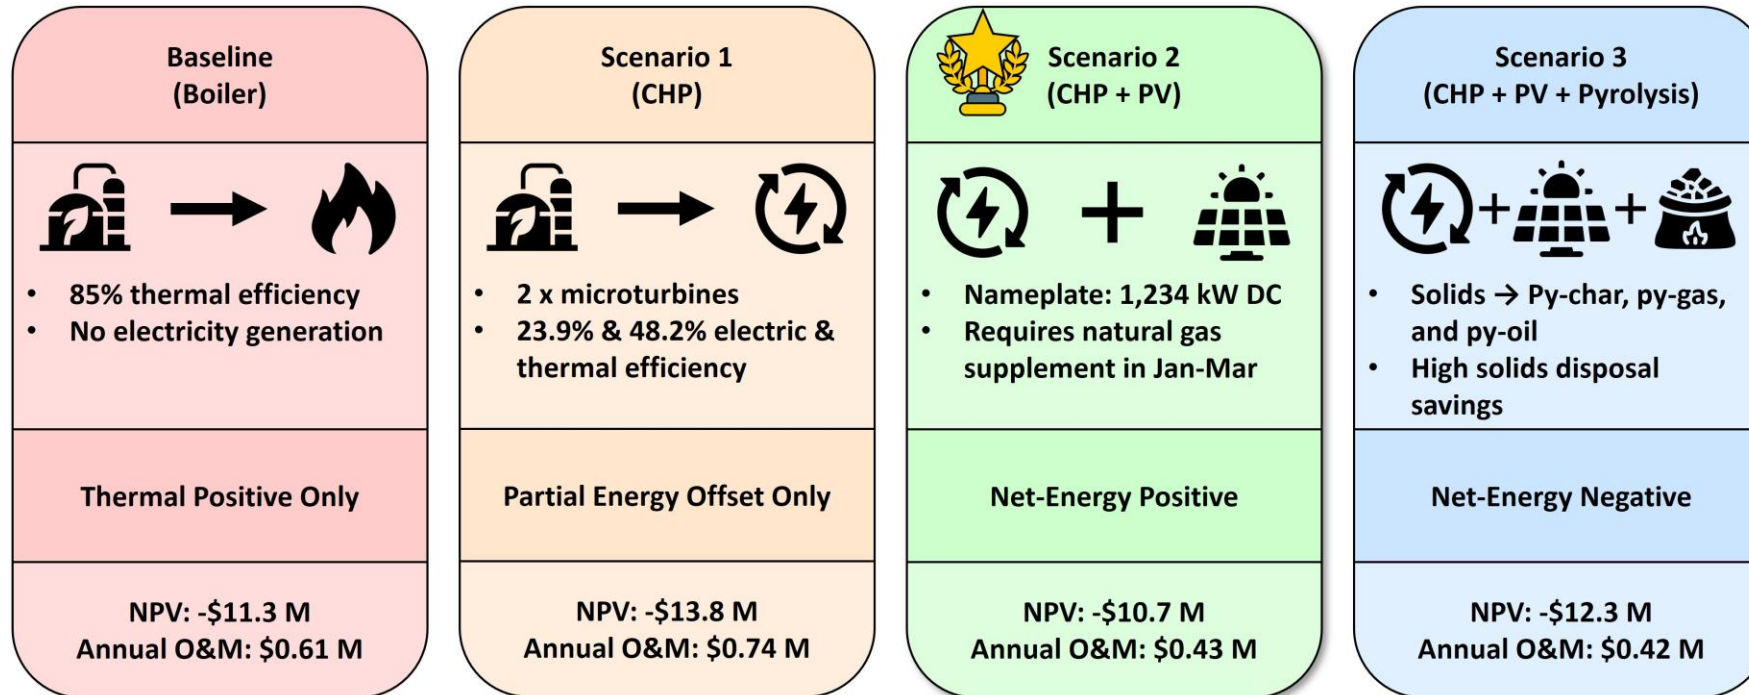 Baseline
(Boiler)
• 85% thermal efficiency
• No electricity generation
Thermal Positive Only
NPV: -$11.3 M
Annual O&M: $0.61 M
Scenario 1
(CHP)
• 2 x microturbines
• 23.9% & 48.2% electric &
thermal efficiency
Partial Energy Offset Only
NPV: -$13.8 M
Annual O&M: $0.74 M
Scenario 2
(CHP + PV)
• Nameplate: 1,234 kW DC
• Requires natural gas
supplement in Jan-Mar
Net-Energy Positive
NPV: -$10.7 M
Annual O&M: $0.43 M
Scenario 3
(CHP + PV + Pyrolysis)
• Solids → Py-char, py-gas,
and py-oil
• High solids disposal
savings
Net-Energy Negative
NPV: -$12.3 M
Annual O&M: $0.42 M